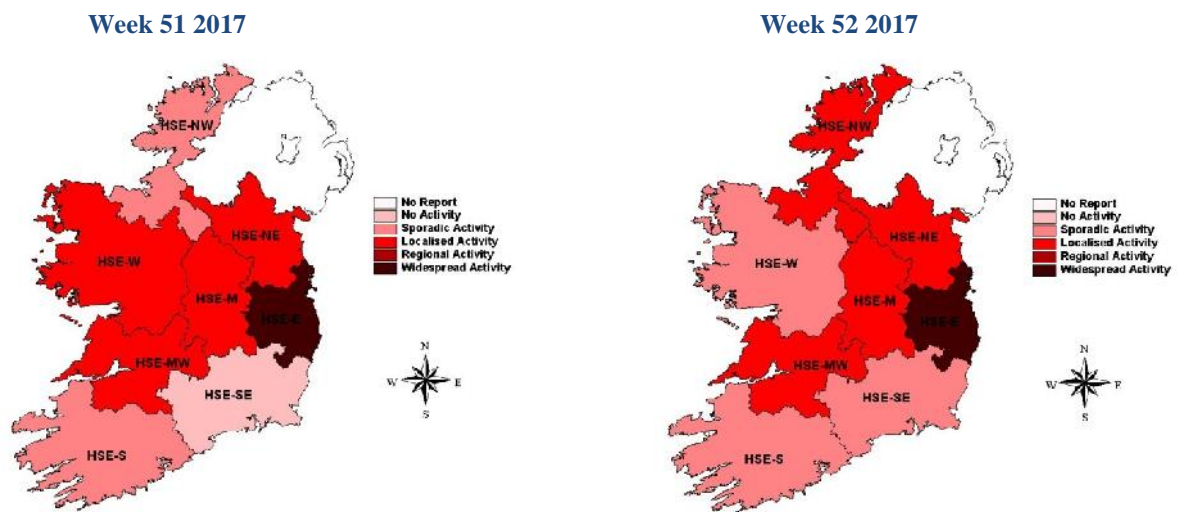 Week 51 2017
HSE-NW
HSE-NE
HSE-W
HSE-M
HSE-E
HSE-MW
HSE-SE
HSE-S
No Report
No Activity
Sporadic Activity
Localised Activity
Regional Activity
Widespread Activity
N
W E
S
Week 52 2017
HSE-NW
HSE-NE
HSE-W
HSE-M
HSE-E
HSE-MW
HSE-SE
HSE-S
No Report
No Activity
Sporadic Activity
Localised Activity
Regional Activity
Widespread Activity
N
W E
S